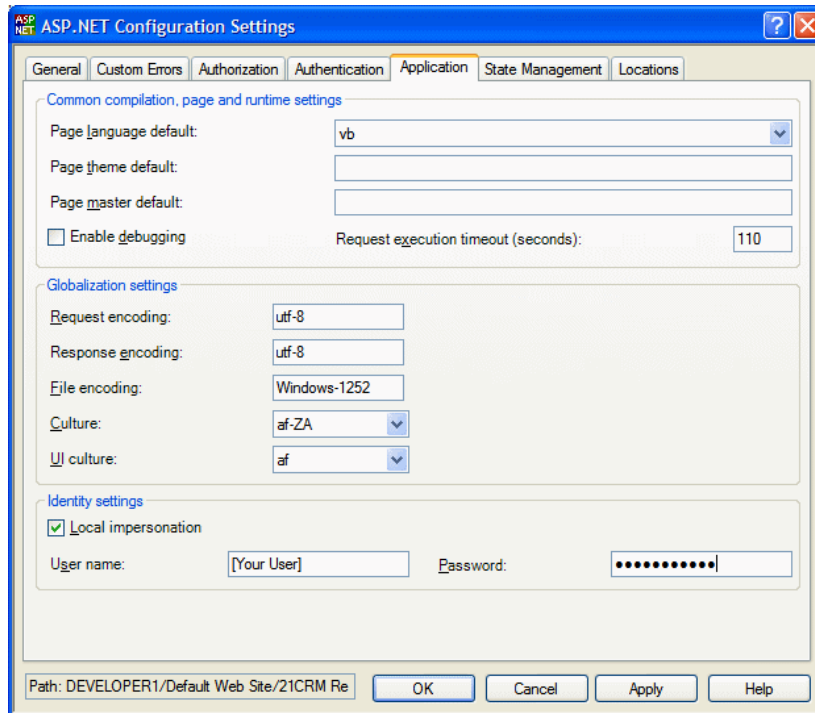 ASP.NET Configuration Settings
General Custom Errors Authorization Authentication Application State Management Locations
Common compilation, page and runtime settings
Page language default: vb
Page theme default:
Page master default:
Enable debugging Request execution timeout (seconds): 110
Globalization settings
Request encoding: utf-8
Response encoding: utf-8
File encoding: Windows-1252
Culture: af-ZA
UI culture: af
Identity settings
Local impersonation
User name: [Your User] Password: •••••••••••
Path: DEVELOPER1/Default Web Site/21CRM Re OK Cancel Apply Help